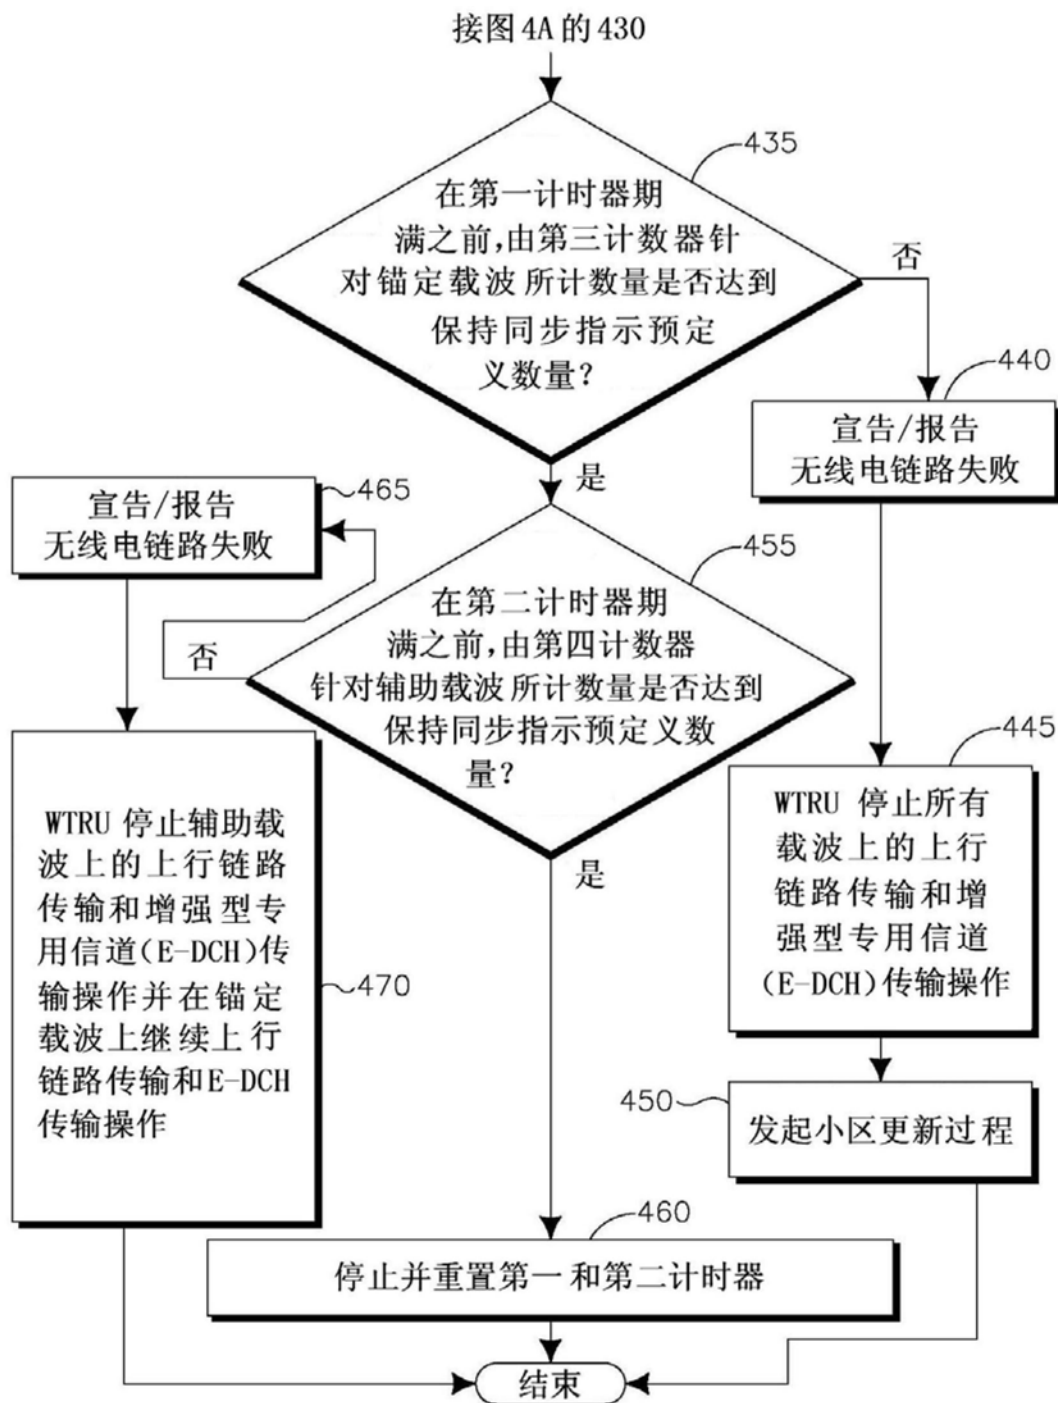 接图4A的430
435
在第一计时器期
满之前,由第三计数器针
对锚定载波所计数量是否达到
保持同步指示预定
义数量?
否
440
宣告/报告
无线电链路失败
是
465
宣告/报告
无线电链路失败
455
在第二计时器期
满之前,由第四计数器
针对辅助载波所计数量是否达到
保持同步指示预定义数
量?
否
445
WTRU 停止所有
载波上的上行
链路传输和增
强型专用信道
(E-DCH)传输操作
是
WTRU 停止辅助载
波上的上行链路
传输和增强型专
用信道(E-DCH)传
输操作并在锚定
载波上继续上行
链路传输和E-DCH
传输操作
470
450
发起小区更新过程
460
停止并重置第一和第二计时器
结束